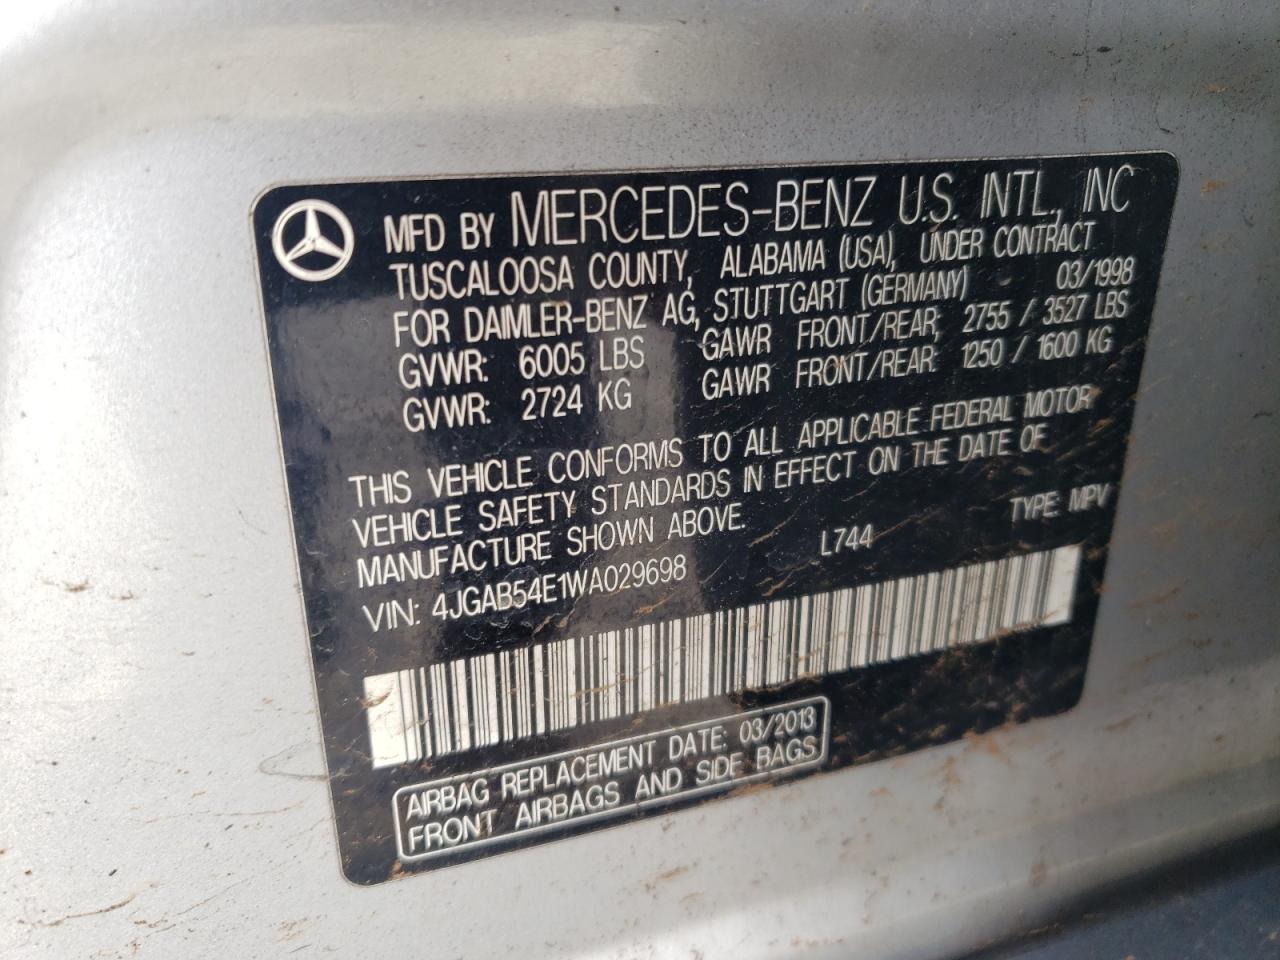 MFD BY MERCEDES-BENZ U.S. INTL., INC
TUSCALOOSA COUNTY, ALABAMA (USA), UNDER CONTRACT
FOR DAIMLER-BENZ AG, STUTTGART (GERMANY) 03/1998
GVWR: 6005 LBS GAWR FRONT/REAR: 2755 / 3527 LBS
GVWR: 2724 KG GAWR FRONT/REAR: 1250 / 1600 KG
THIS VEHICLE CONFORMS TO ALL APPLICABLE FEDERAL MOTOR
VEHICLE SAFETY STANDARDS IN EFFECT ON THE DATE OF
MANUFACTURE SHOWN ABOVE.
VIN: 4JGAB54E1WA029698 L744 TYPE: MPV
AIRBAG REPLACEMENT DATE: 03/2013
FRONT AIRBAGS AND SIDE BAGS